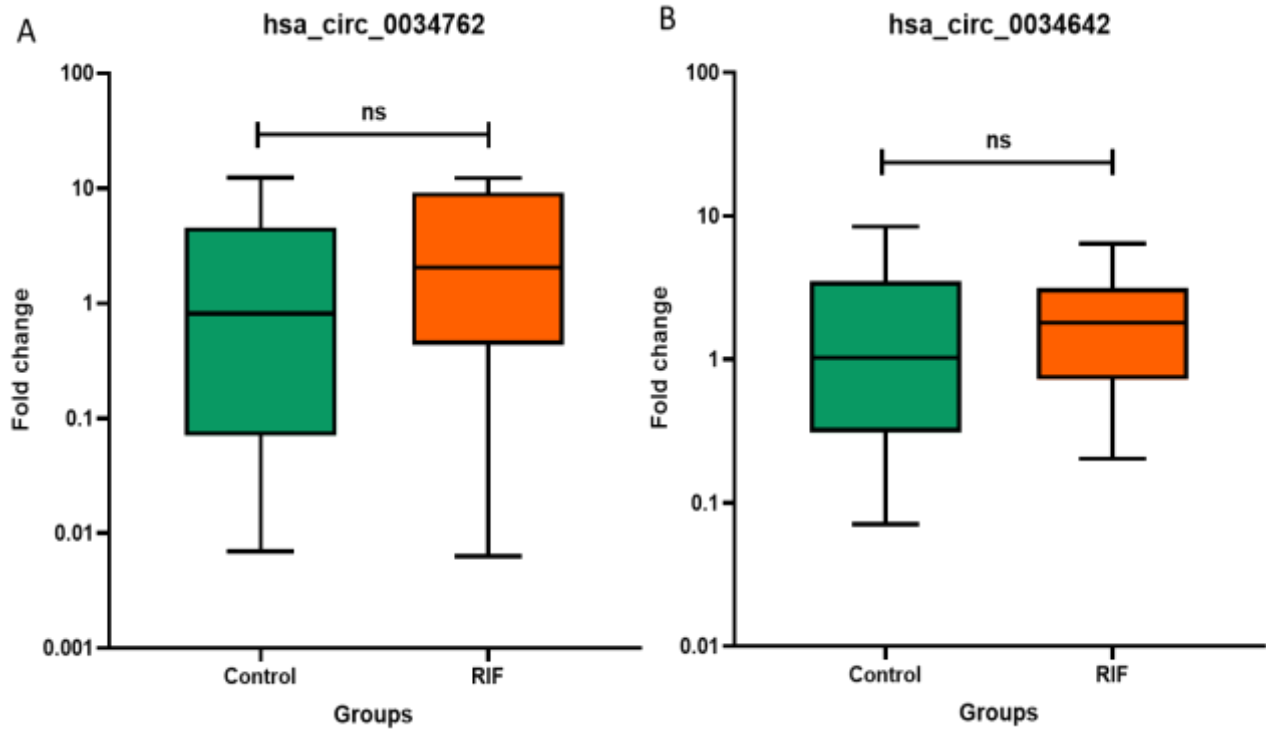 A
hsa_circ_0034762
Fold change
100
10
1
0.1
0.01
0.001
ns
Control
RIF
Groups
B
hsa_circ_0034642
Fold change
100
10
1
0.1
0.01
ns
Control
RIF
Groups